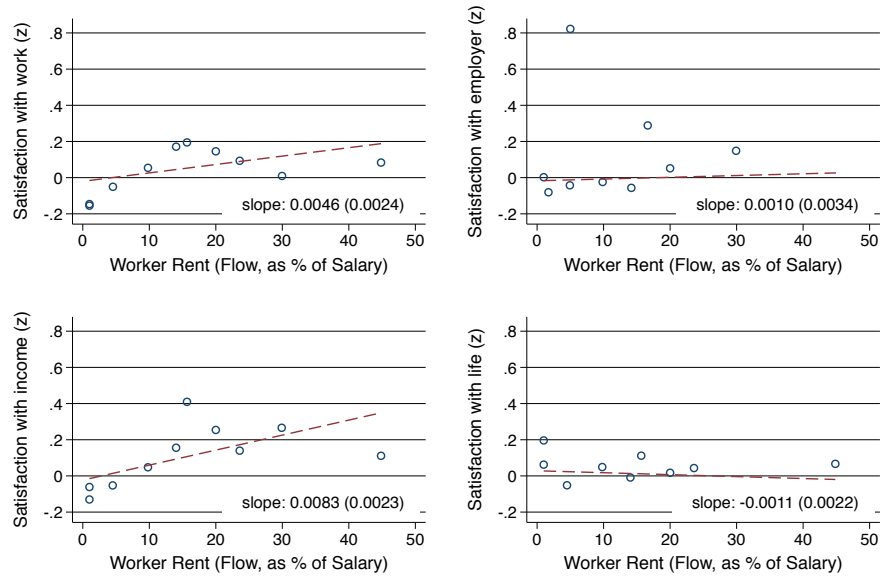 Satisfaction with work (z)
.8
.6
.4
.2
0
-.2
slope: 0.0046 (0.0024)
0 10 20 30 40 50
Worker Rent (Flow, as % of Salary)
Satisfaction with employer (z)
.8
.6
.4
.2
0
-.2
slope: 0.0010 (0.0034)
0 10 20 30 40 50
Worker Rent (Flow, as % of Salary)
Satisfaction with income (z)
.8
.6
.4
.2
0
-.2
slope: 0.0083 (0.0023)
0 10 20 30 40 50
Worker Rent (Flow, as % of Salary)
Satisfaction with life (z)
.8
.6
.4
.2
0
-.2
slope: -0.0011 (0.0022)
0 10 20 30 40 50
Worker Rent (Flow, as % of Salary)